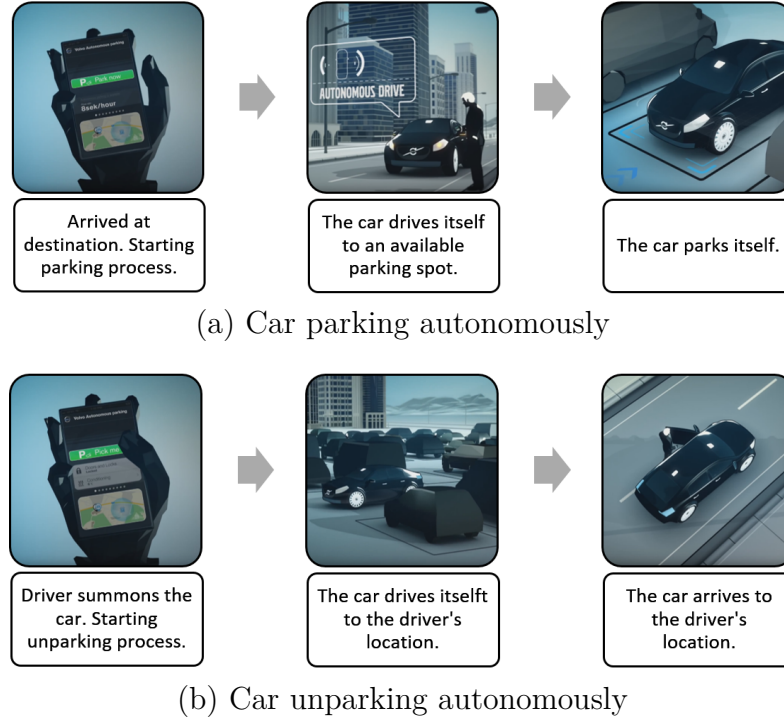 Volvo Autonomous parking
Park now
0sek/hour
AUTONOMOUS DRIVE
Arrived at
destination. Starting
parking process.
The car drives itself
to an available
parking spot.
The car parks itself.
(a) Car parking autonomously
Volvo Autonomous parking
Pick me
Driver summons the
car. Starting
unparking process.
The car drives itselft
to the driver's
location.
The car arrives to
the driver's
location.
(b) Car unparking autonomously